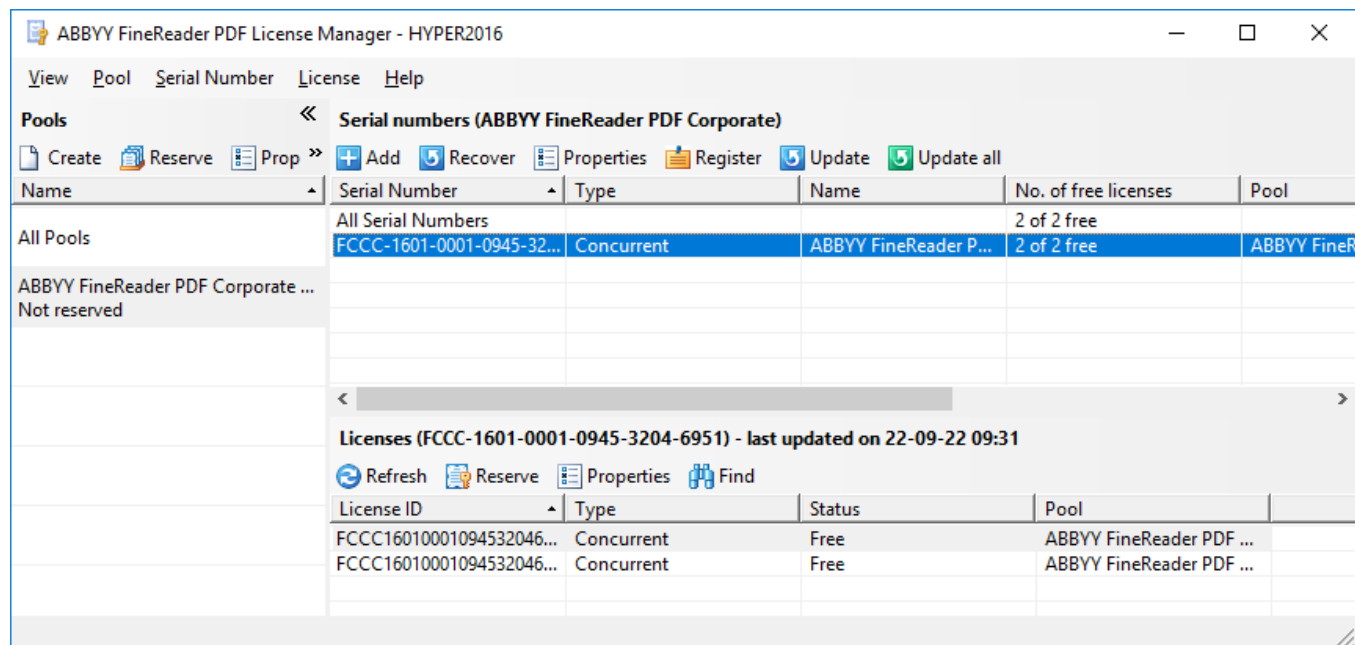 ABBYY FineReader PDF License Manager - HYPER2016
View Pool Serial Number License Help
Pools
Create Reserve Prop
Name
All Pools
ABBYY FineReader PDF Corporate ...
Not reserved
Serial numbers (ABBYY FineReader PDF Corporate)
Add Recover Properties Register Update Update all
Serial Number Type Name No. of free licenses Pool
All Serial Numbers 2 of 2 free
FCCC-1601-0001-0945-32... Concurrent ABBYY FineReader P... 2 of 2 free ABBYY FineR
Licenses (FCCC-1601-0001-0945-3204-6951) - last updated on 22-09-22 09:31
Refresh Reserve Properties Find
License ID Type Status Pool
FCCC16010001094532046... Concurrent Free ABBYY FineReader PDF ...
FCCC16010001094532046... Concurrent Free ABBYY FineReader PDF ...